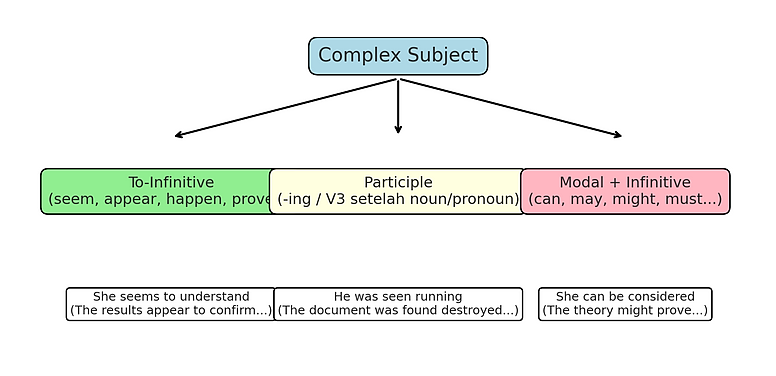 Complex Subject
To-Infinitive
(seem, appear, happen, prove
Participle
(-ing / V3 setelah noun/pronoun)
Modal + Infinitive
(can, may, might, must...)
She seems to understand
(The results appear to confirm...)
He was seen running
(The document was found destroyed...)
She can be considered
(The theory might prove...)